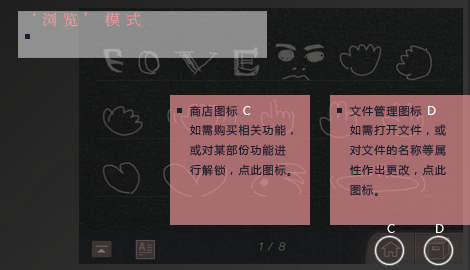 ‘浏览’ 模式
■
■ 商店图标 C
如需购买相关功能，
或对某部份功能进
行解锁，点此图标。
■ 文件管理图标 D
如需打开文件，或
对文件的名称等属
性作出更改，点此
图标。
C D
1 / 8